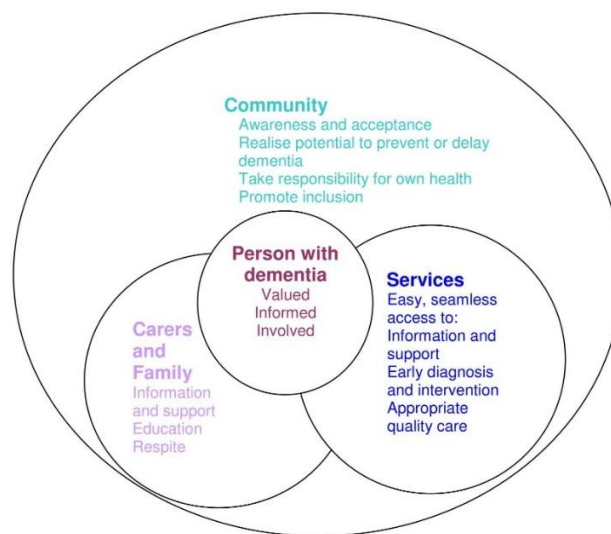 Community
Awareness and acceptance
Realise potential to prevent or delay
dementia
Take responsibility for own health
Promote inclusion
Person with
dementia
Valued
Informed
Involved
Carers
and
Family
Information
and support
Education
Respite
Services
Easy, seamless
access to:
Information and
support
Early diagnosis
and intervention
Appropriate
quality care